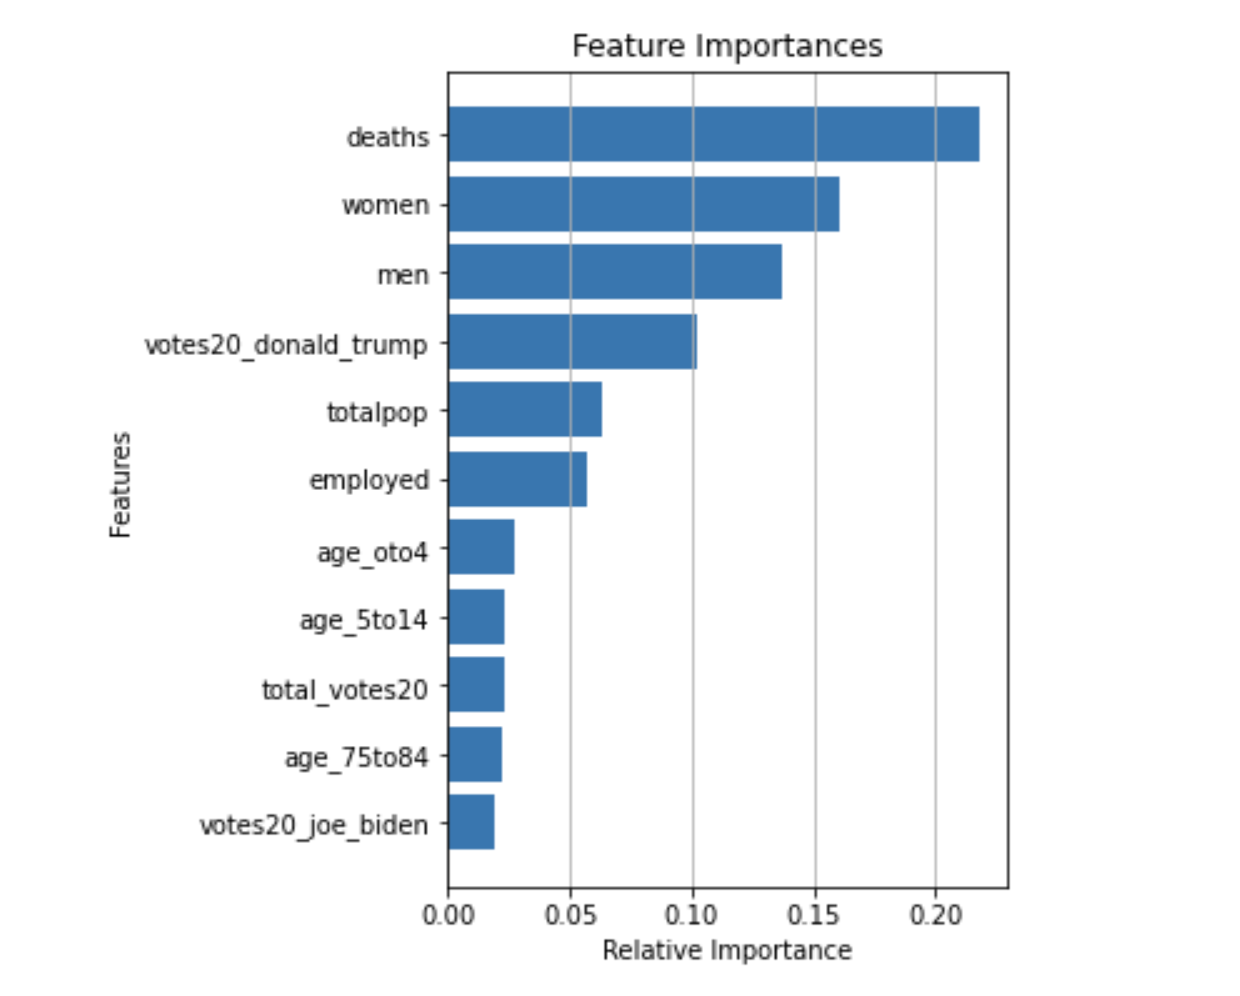 Feature Importances
deaths
women
men
votes20_donald_trump
totalpop
employed
age_oto4
age_5to14
total_votes20
age_75to84
votes20_joe_biden
Features
0.00 0.05 0.10 0.15 0.20
Relative Importance